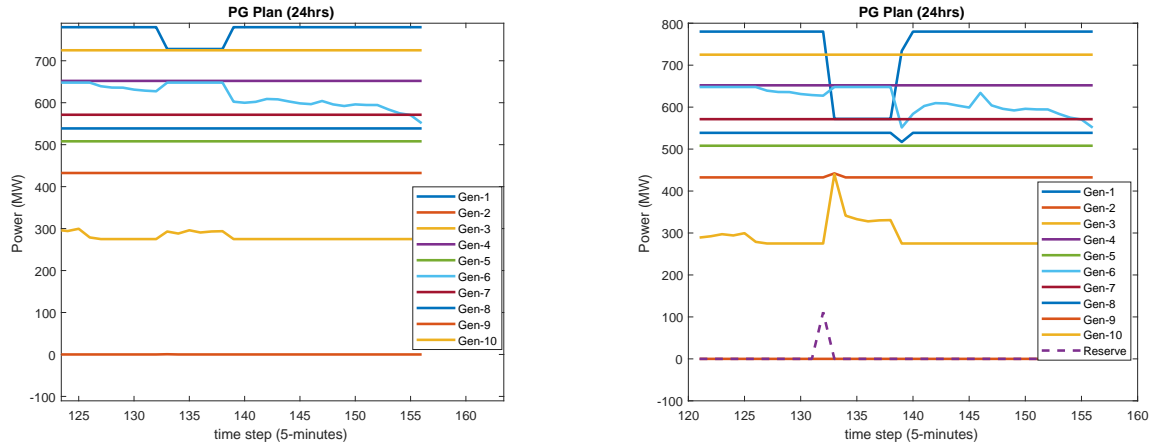 PG Plan (24hrs)
700
600
500
400
300
200
100
0
-100
Power (MW)
125 130 135 140 145 150 155 160
time step (5-minutes)
Gen-1
Gen-2
Gen-3
Gen-4
Gen-5
Gen-6
Gen-7
Gen-8
Gen-9
Gen-10
PG Plan (24hrs)
800
700
600
500
400
300
200
100
0
-100
Power (MW)
120 125 130 135 140 145 150 155 160
time step (5-minutes)
Gen-1
Gen-2
Gen-3
Gen-4
Gen-5
Gen-6
Gen-7
Gen-8
Gen-9
Gen-10
Reserve